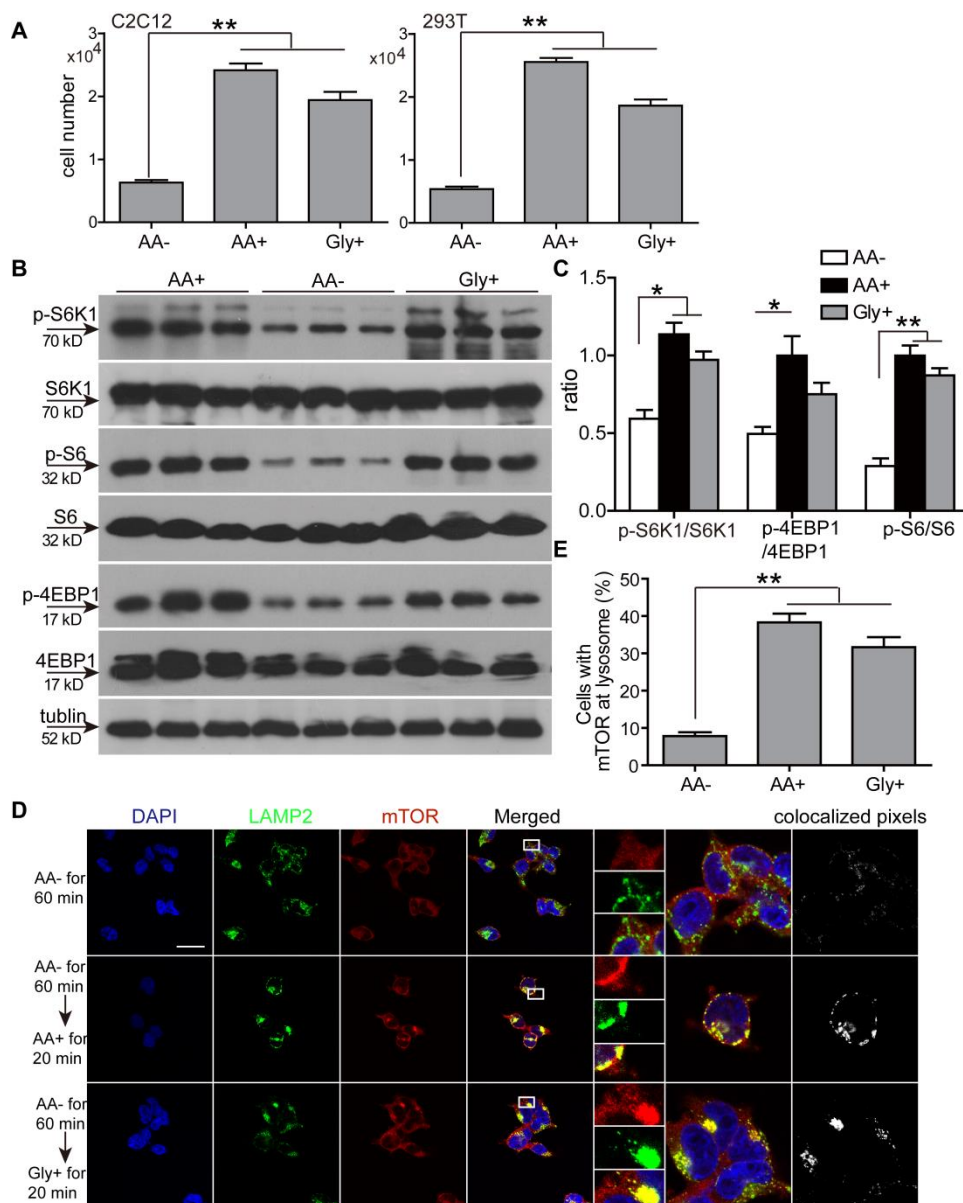 A
C2C12
**
x10⁴
cell number
2
1
0
AA-
AA+
Gly+
293T
**
x10⁴
2
1
0
AA-
AA+
Gly+
B
AA+
AA-
Gly+
p-S6K1
70 kD
S6K1
70 kD
p-S6
32 kD
S6
32 kD
p-4EBP1
17 kD
4EBP1
17 kD
tublin
52 kD
C
AA-
AA+
Gly+
*
*
**
ratio
1.5
1.0
0.5
0.0
p-S6K1/S6K1
p-4EBP1
/4EBP1
p-S6/S6
E
**
Cells with
mTOR at lysosome (%)
50
40
30
20
10
0
AA-
AA+
Gly+
D
DAPI
LAMP2
mTOR
Merged
colocalized pixels
AA- for
60 min
AA- for
60 min
AA+ for
20 min
AA- for
60 min
Gly+ for
20 min